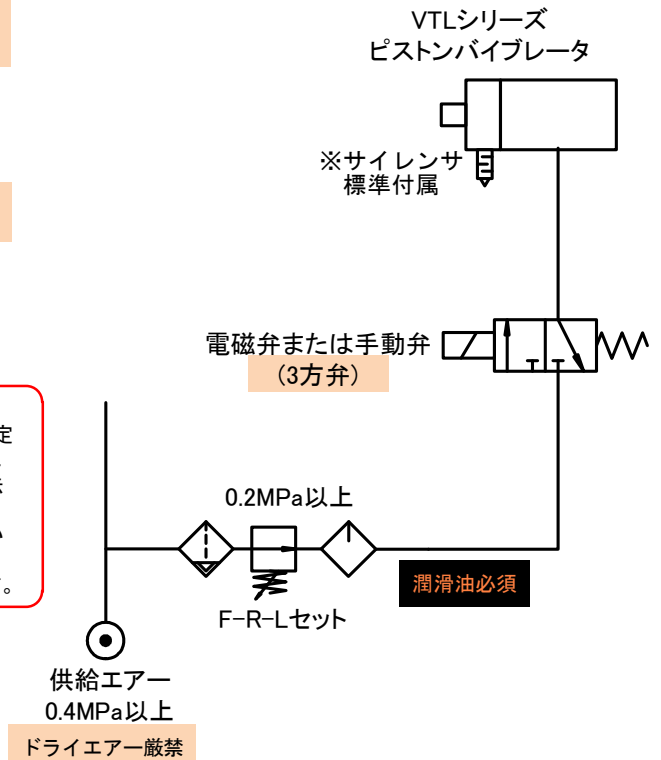 VTLシリーズ
ピストンバイブレータ
※サイレンサ
標準付属
電磁弁または手動弁
(3方弁)
定
い
。
0.2MPa以上
潤滑油必須
F-R-Lセット
供給エアー
0.4MPa以上
ドライエアー厳禁